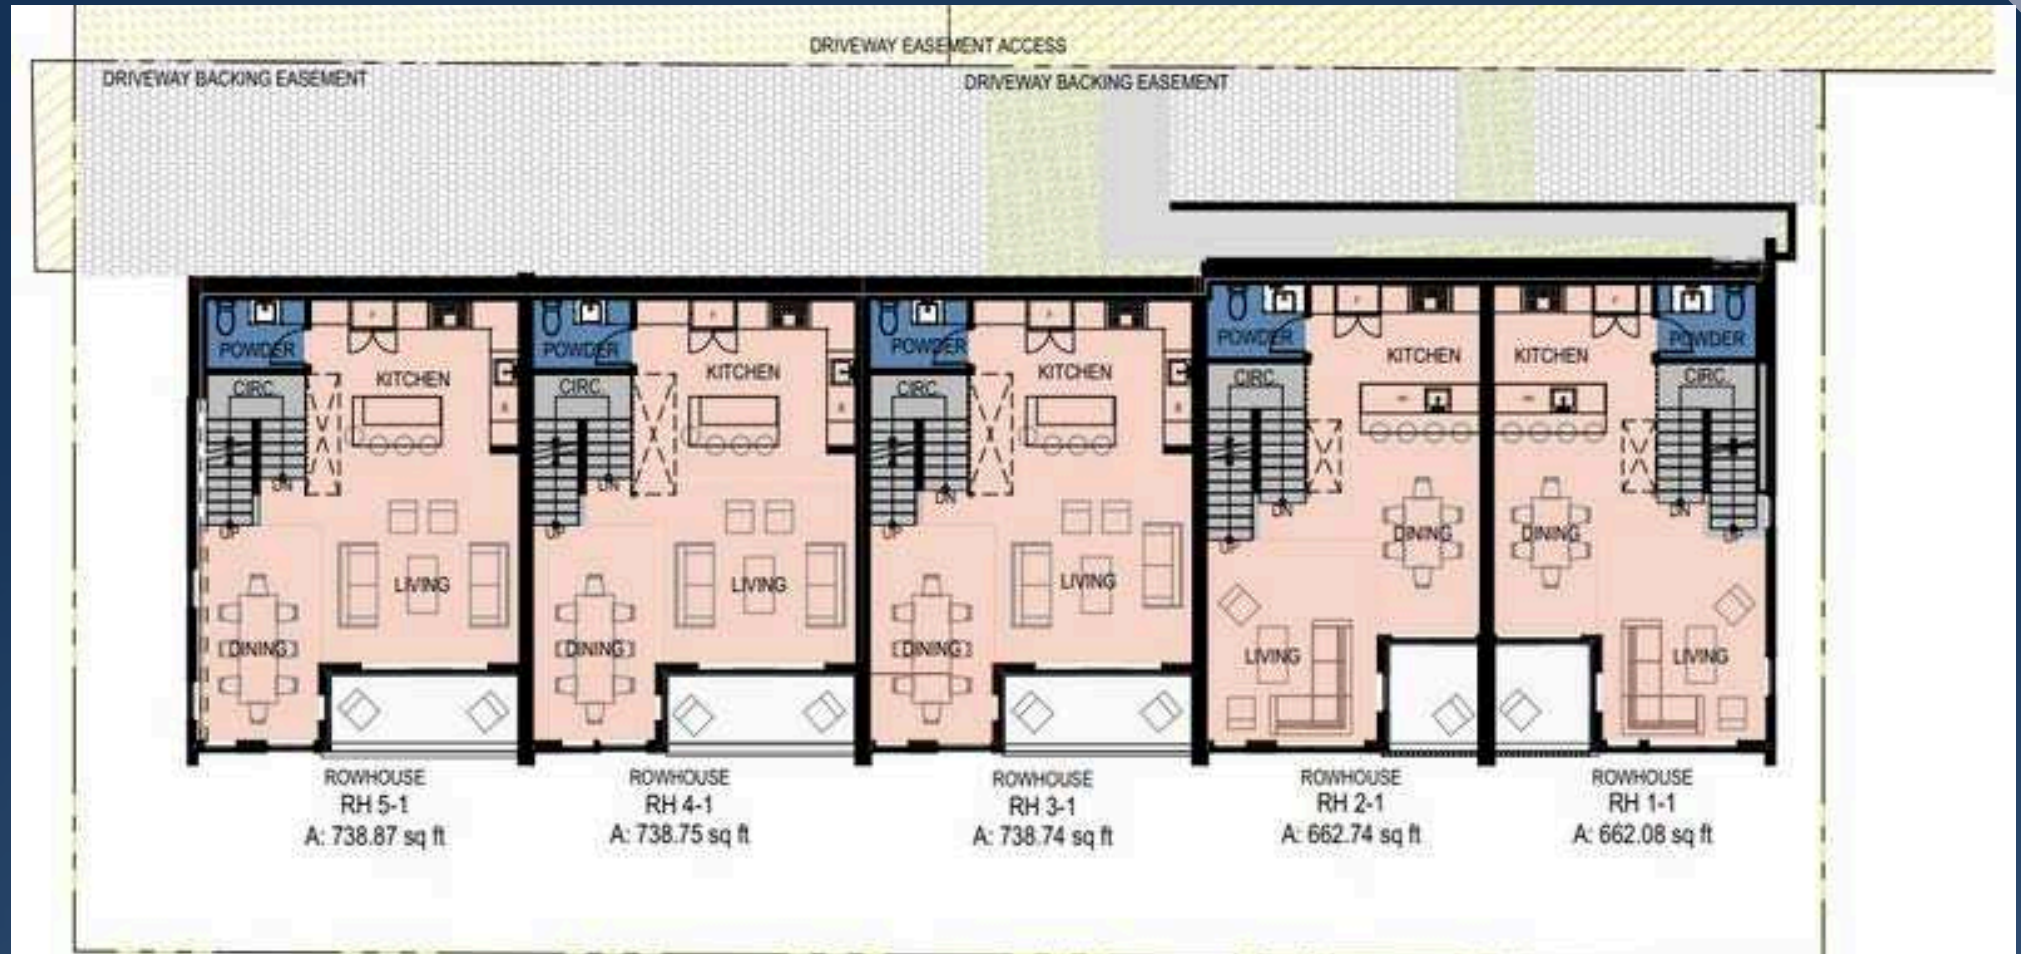 DRIVEWAY EASEMENT ACCESS
DRIVEWAY BACKING EASEMENT
DRIVEWAY BACKING EASEMENT
POWDER
KITCHEN
CIRC.
DN
UP
LIVING
DINING
POWDER
KITCHEN
CIRC.
DN
UP
LIVING
DINING
POWDER
KITCHEN
CIRC.
DN
UP
LIVING
DINING
POWDER
KITCHEN
CIRC.
DN
UP
DINING
LIVING
KITCHEN
POWDER
CIRC.
DN
UP
DINING
LIVING
ROWHOUSE
RH 5-1
A: 738.87 sq ft
ROWHOUSE
RH 4-1
A: 738.75 sq ft
ROWHOUSE
RH 3-1
A: 738.74 sq ft
ROWHOUSE
RH 2-1
A: 662.74 sq ft
ROWHOUSE
RH 1-1
A: 662.08 sq ft